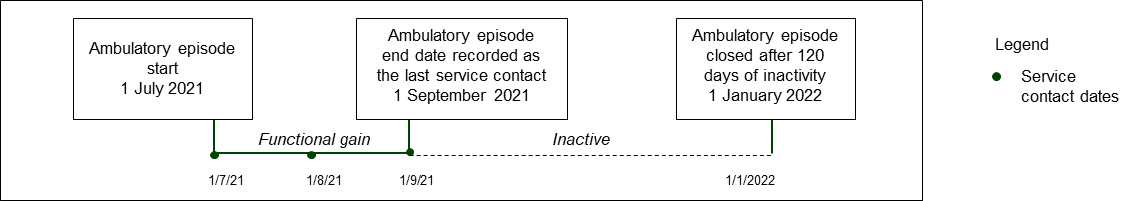 Ambulatory episode
start
1 July 2021
Ambulatory episode
end date recorded as
the last service contact
1 September 2021
Ambulatory episode
closed after 120
days of inactivity
1 January 2022
Legend
Service
contact dates
Functional gain
Inactive
1/7/21
1/8/21
1/9/21
1/1/2022